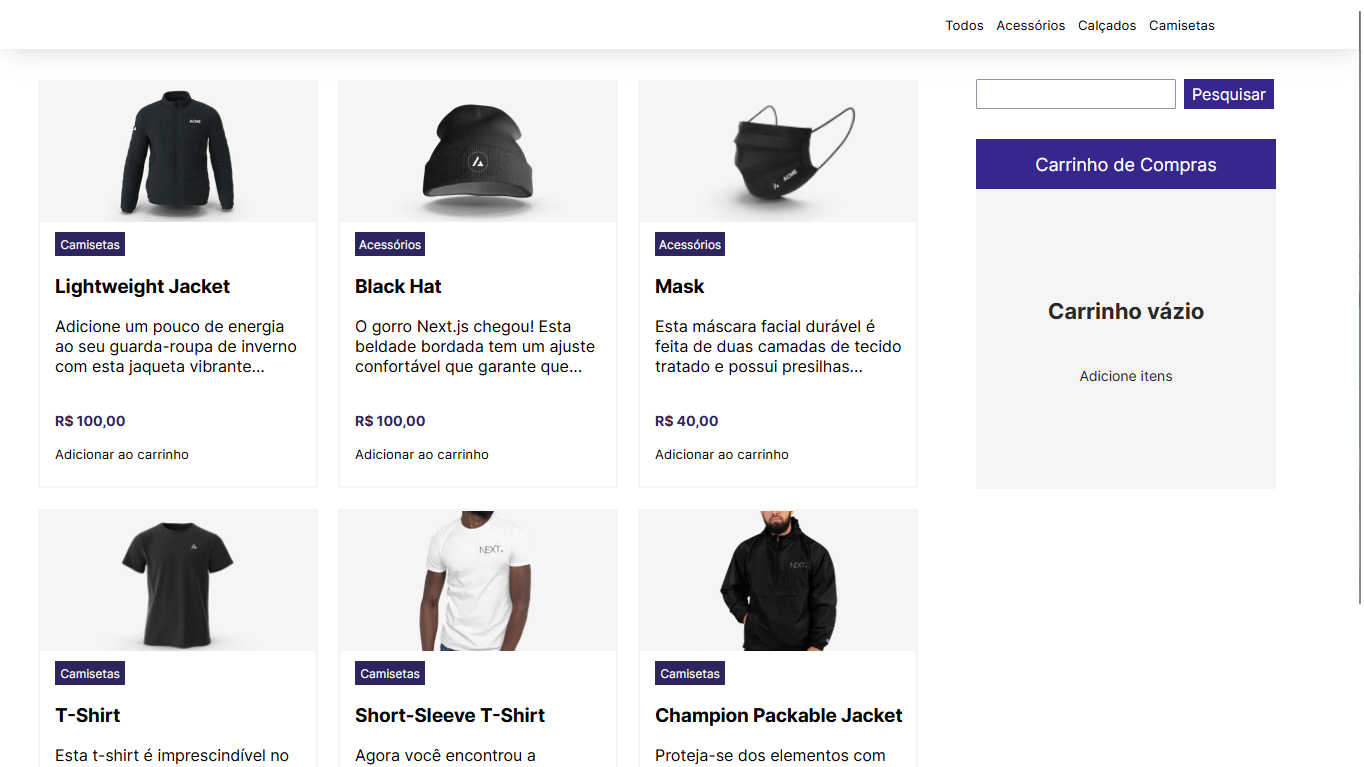 Todos Acessórios Calçados Camisetas
Pesquisar
Carrinho de Compras
Carrinho vázio
Adicione itens
ACME
Camisetas
Lightweight Jacket
Adicione um pouco de energia
ao seu guarda-roupa de inverno
com esta jaqueta vibrante...
R$ 100,00
Adicionar ao carrinho
Acessórios
Black Hat
O gorro Next.js chegou! Esta
beldade bordada tem um ajuste
confortável que garante que...
R$ 100,00
Adicionar ao carrinho
ACME
Acessórios
Mask
Esta máscara facial durável é
feita de duas camadas de tecido
tratado e possui presilhas...
R$ 40,00
Adicionar ao carrinho
Camisetas
T-Shirt
Esta t-shirt é imprescindível no
NEXT
Camisetas
Short-Sleeve T-Shirt
Agora você encontrou a
NEXT
Camisetas
Champion Packable Jacket
Proteja-se dos elementos com